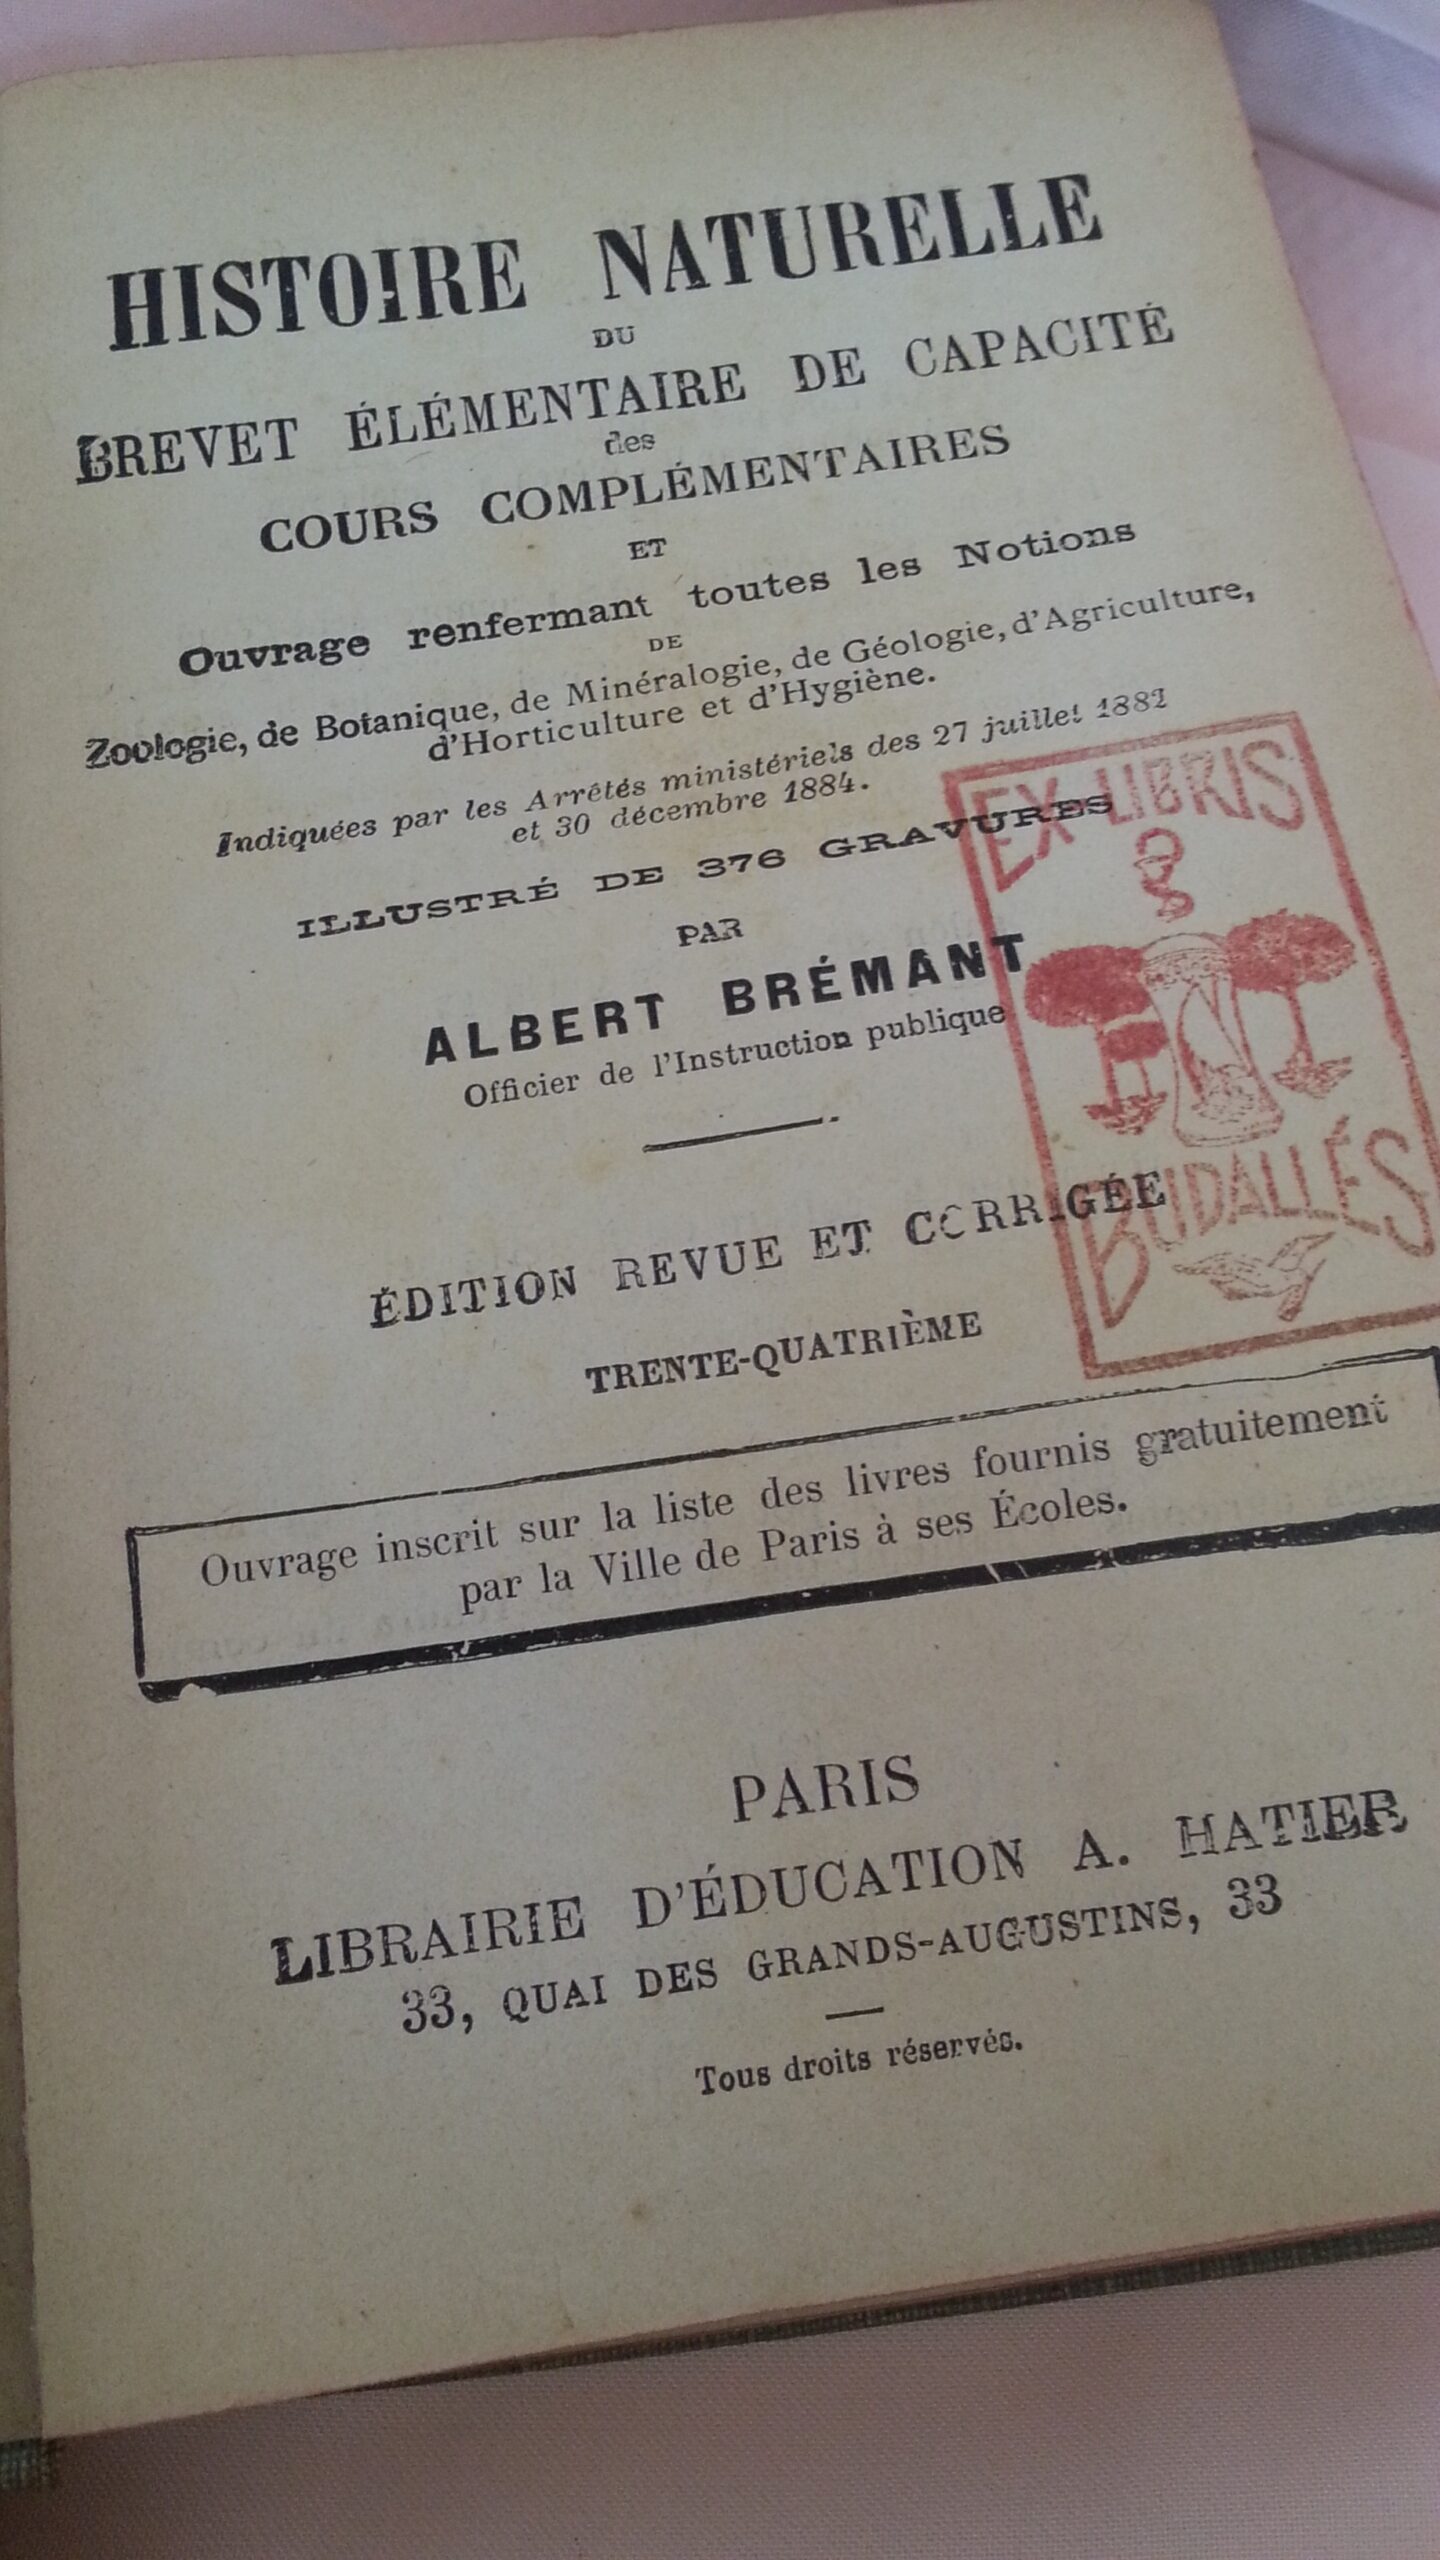 HISTOIRE NATURELLE
DU
BREVET ÉLÉMENTAIRE DE CAPACITÉ
des
COURS COMPLÉMENTAIRES
ET
Ouvrage renfermant toutes les Notions
DE
Zoologie, de Botanique, de Minéralogie, de Géologie, d'Agriculture,
d'Horticulture et d'Hygiène.
Indiquées par les Arrêtés ministériels des 27 juillet 1882
et 30 décembre 1884.
ILLUSTRÉ DE 376 GRAVURES
PAR
ALBERT BRÉMANT
Officier de l'Instruction publique
EX-LIBRIS
BUDALLÉS
ÉDITION REVUE ET CORRIGÉE
TRENTE-QUATRIÈME
Ouvrage inscrit sur la liste des livres fournis gratuitement
par la Ville de Paris à ses Écoles.
PARIS
LIBRAIRIE D'ÉDUCATION A. HATIER
33, QUAI DES GRANDS-AUGUSTINS, 33
Tous droits réservés.